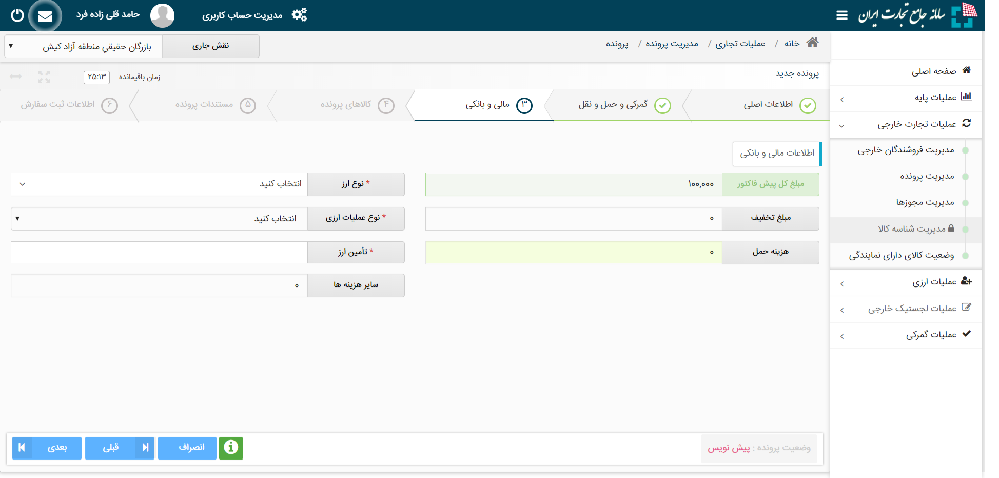 سامانه جامع تجارت ایران
مدیریت حساب کاربری
حامد قلی زاده فرد
خانه / عملیات تجاری / مدیریت پرونده / پرونده
نقش جاری
بازرگان حقيقي منطقه آزاد کیش
صفحه اصلی
عملیات پایه
عملیات تجارت خارجی
مدیریت فروشندگان خارجی
مدیریت پرونده
مدیریت مجوزها
مدیریت شناسه کالا
وضعیت کالای دارای نمایندگی
عملیات ارزی
عملیات لجستیک خارجی
عملیات گمرکی
پرونده جدید
زمان باقیمانده ۲۵:۱۳
اطلاعات اصلی
گمرکی و حمل و نقل
۳ مالی و بانکی
۴ کالاهای پرونده
۵ مستندات پرونده
۶ اطلاعات ثبت سفارش
اطلاعات مالی و بانکی
مبلغ کل پیش فاکتور ۱۰۰,۰۰۰
* نوع ارز انتخاب کنید
مبلغ تخفیف ۰
* نوع عملیات ارزی انتخاب کنید
هزینه حمل ۰
* تأمین ارز
سایر هزینه ها ۰
وضعیت پرونده : پیش نویس
انصراف
قبلی
بعدی